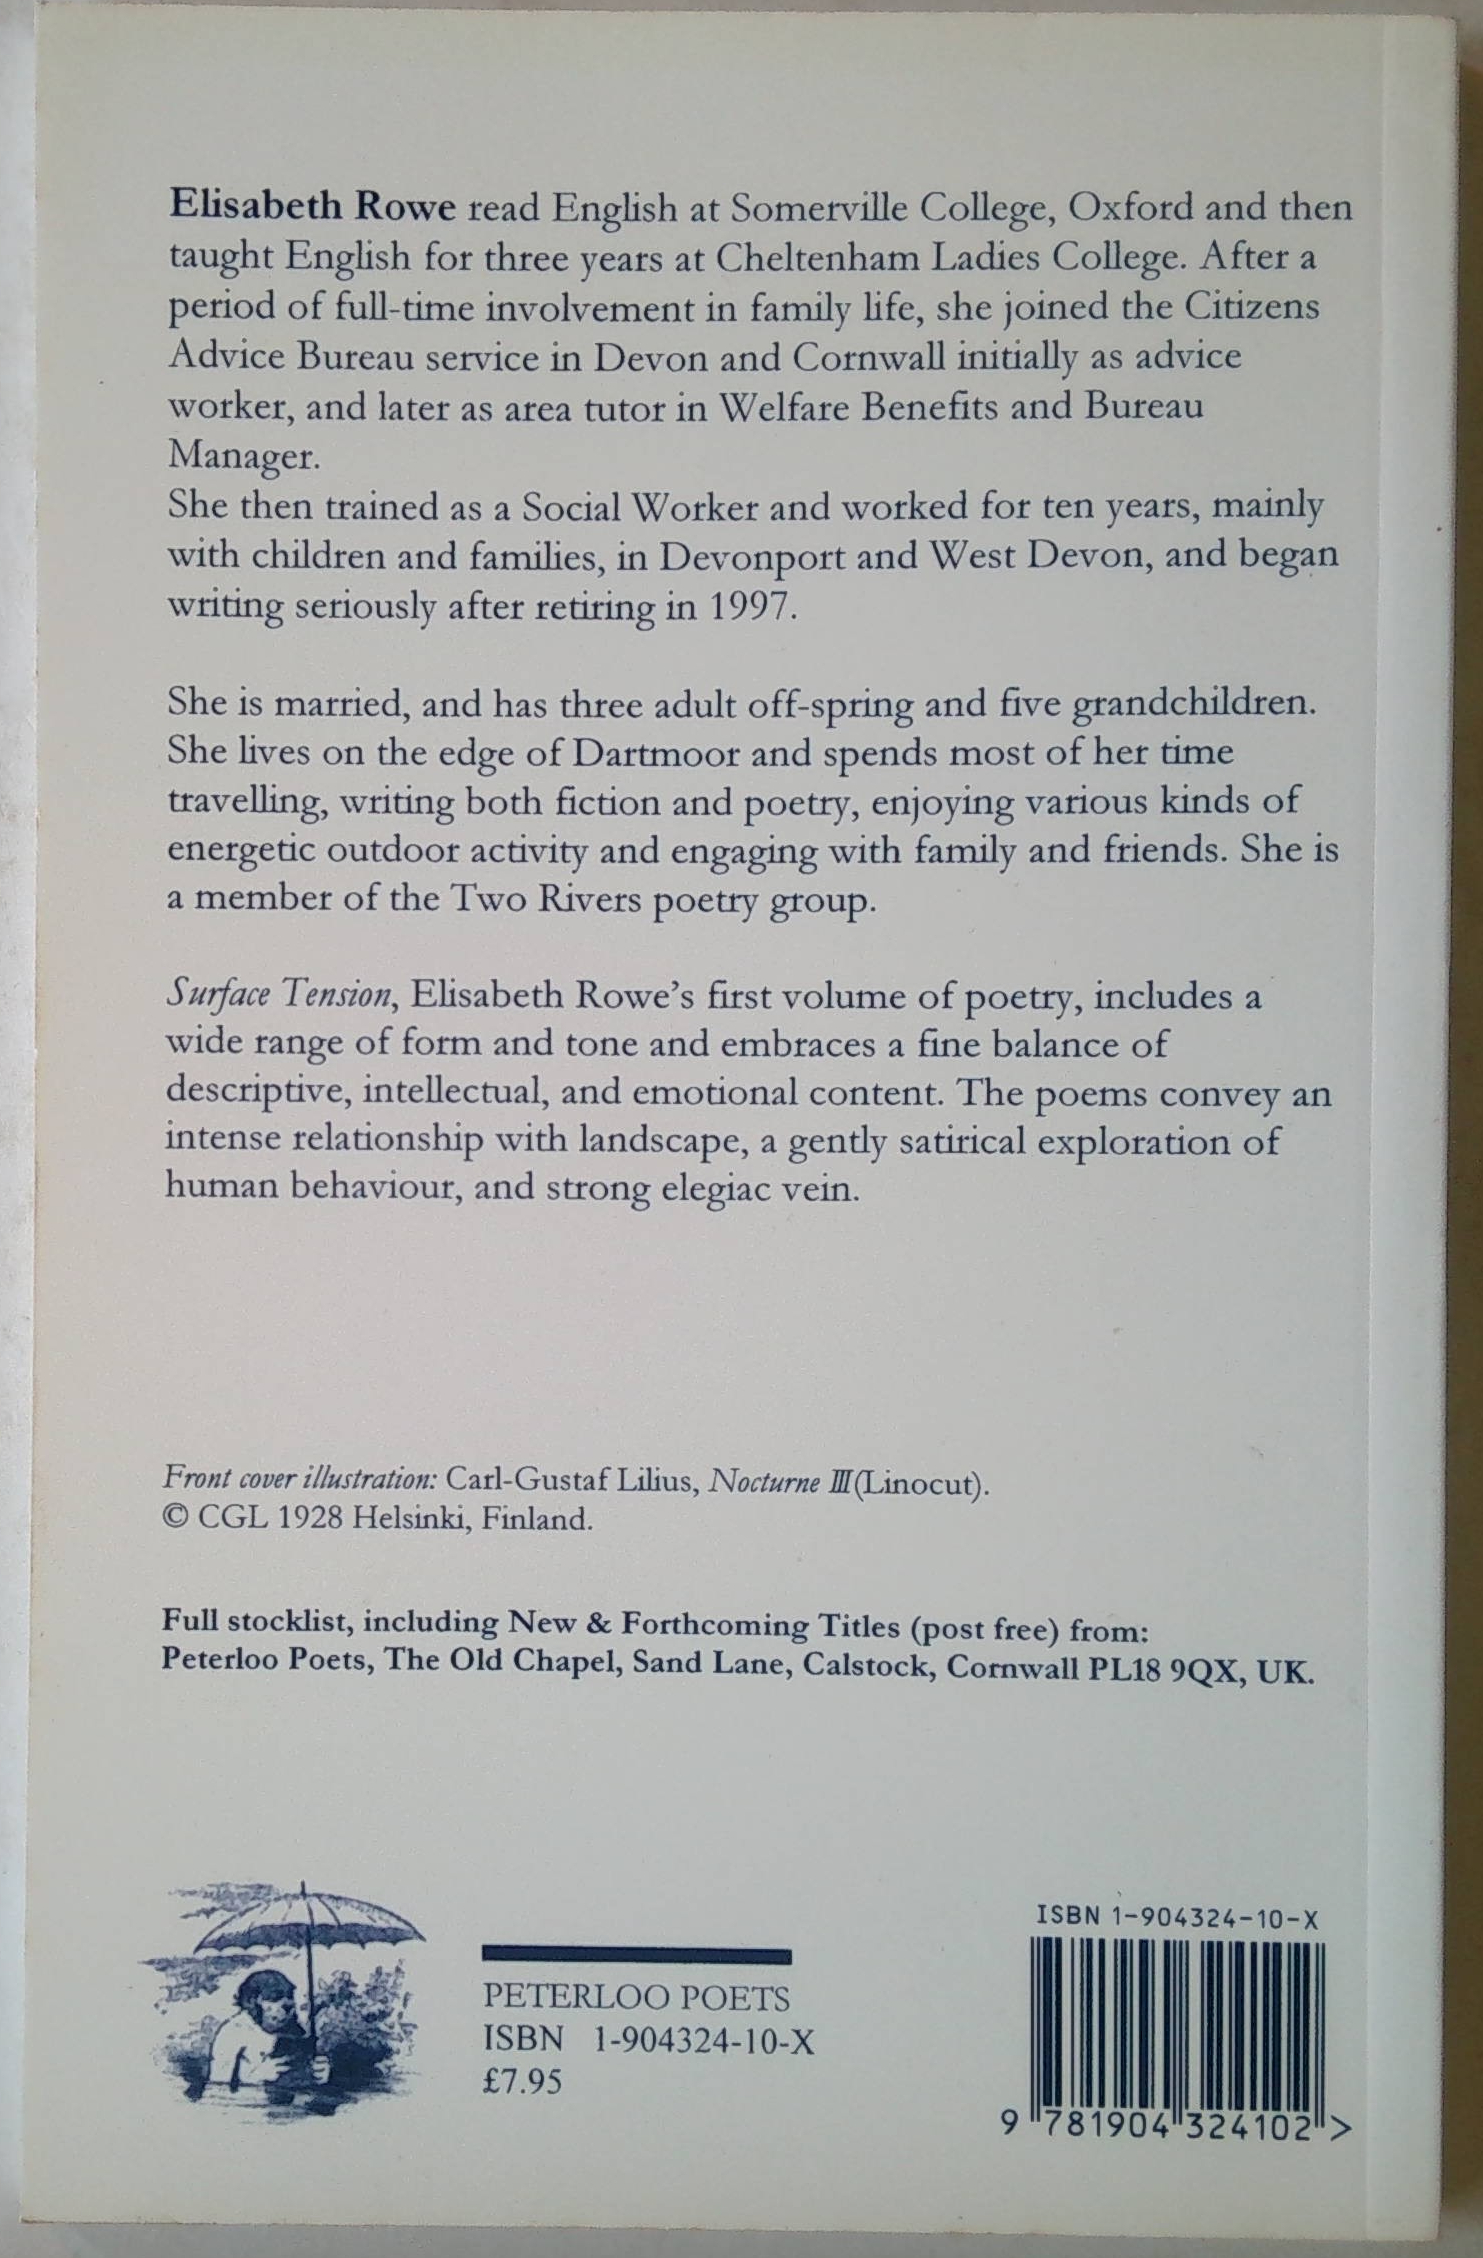 Elisabeth Rowe read English at Somerville College, Oxford and then
taught English for three years at Cheltenham Ladies College. After a
period of full-time involvement in family life, she joined the Citizens
Advice Bureau service in Devon and Cornwall initially as advice
worker, and later as area tutor in Welfare Benefits and Bureau
Manager.
She then trained as a Social Worker and worked for ten years, mainly
with children and families, in Devonport and West Devon, and began
writing seriously after retiring in 1997.
She is married, and has three adult off-spring and five grandchildren.
She lives on the edge of Dartmoor and spends most of her time
travelling, writing both fiction and poetry, enjoying various kinds of
energetic outdoor activity and engaging with family and friends. She is
a member of the Two Rivers poetry group.
Surface Tension, Elisabeth Rowe's first volume of poetry, includes a
wide range of form and tone and embraces a fine balance of
descriptive, intellectual, and emotional content. The poems convey an
intense relationship with landscape, a gently satirical exploration of
human behaviour, and strong elegiac vein.
Front cover illustration: Carl-Gustaf Lilius, Nocturne III (Linocut).
© CGL 1928 Helsinki, Finland.
Full stocklist, including New & Forthcoming Titles (post free) from:
Peterloo Poets, The Old Chapel, Sand Lane, Calstock, Cornwall PL18 9QX, UK.
PETERLOO POETS
ISBN 1-904324-10-X
£7.95
ISBN 1-904324-10-X
9 781904 324102 >